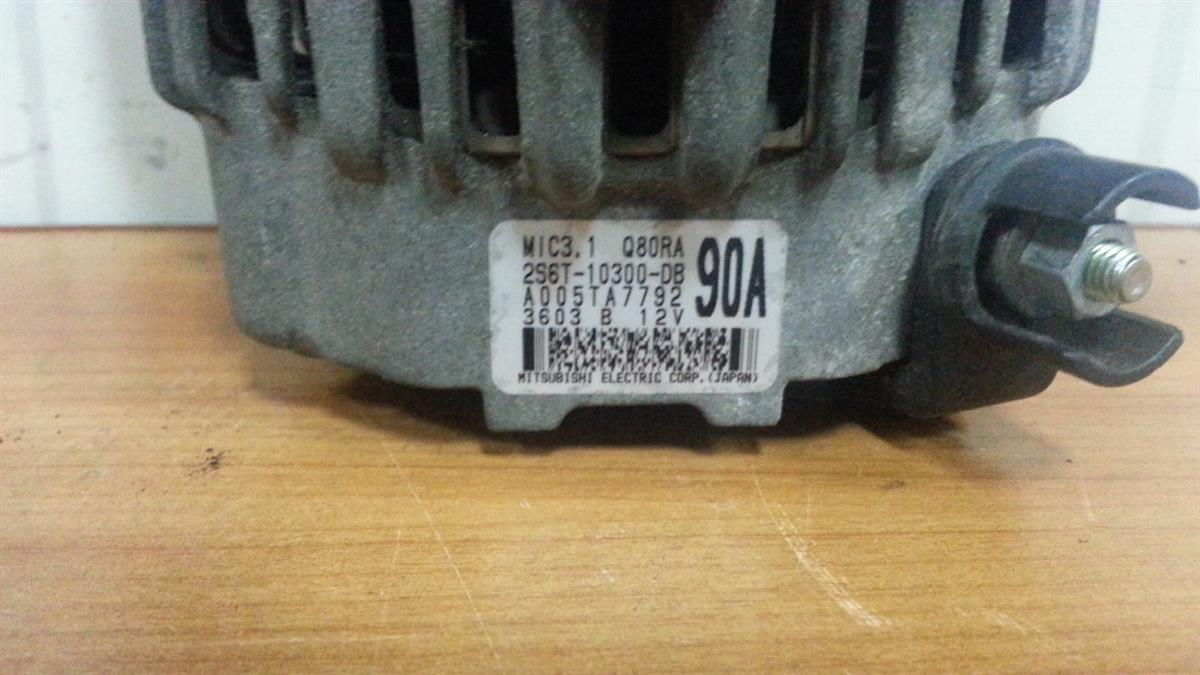 MIC3.1 Q80RA
2S6T-10300-DB 90A
A005TA7792
3603 B 12V
MITSUBISHI ELECTRIC CORP.(JAPAN)